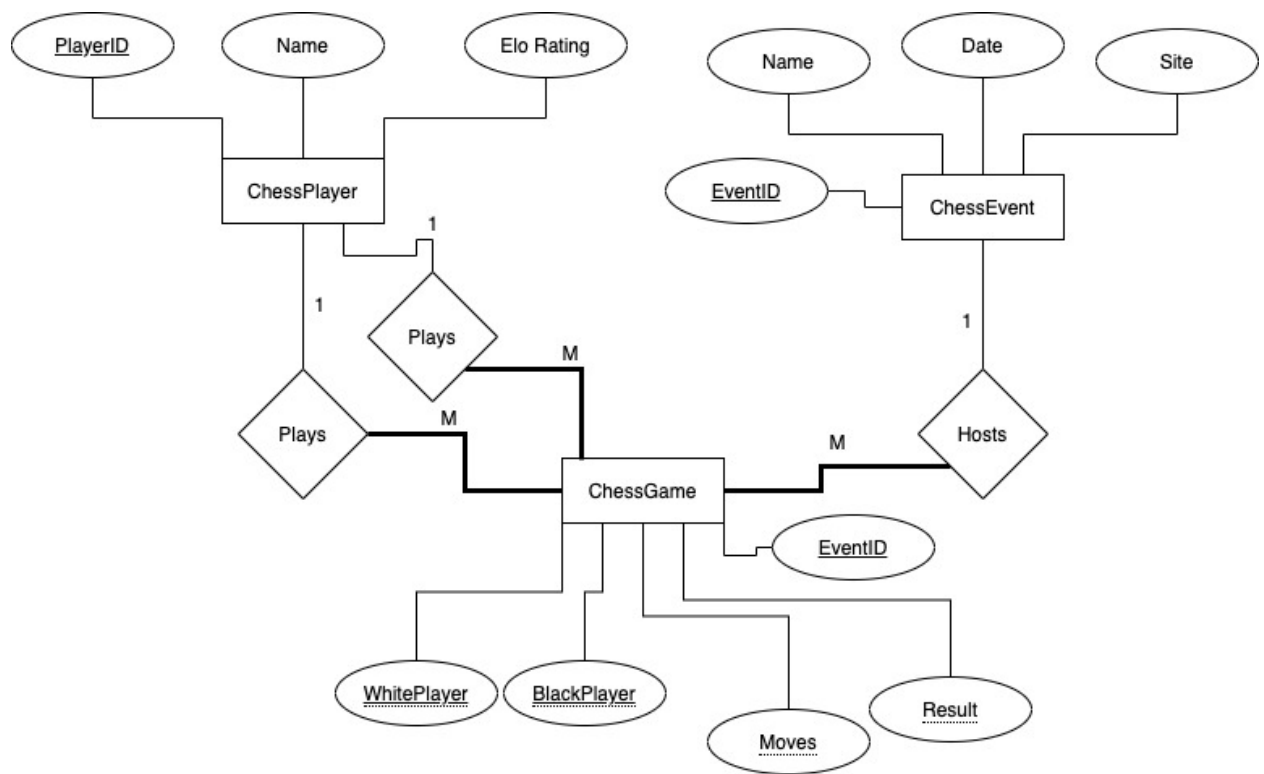 PlayerID
Name
Elo Rating
Name
Date
Site
ChessPlayer
EventID
ChessEvent
1
1
1
Plays
M
Plays
M
Hosts
M
ChessGame
EventID
WhitePlayer
BlackPlayer
Moves
Result